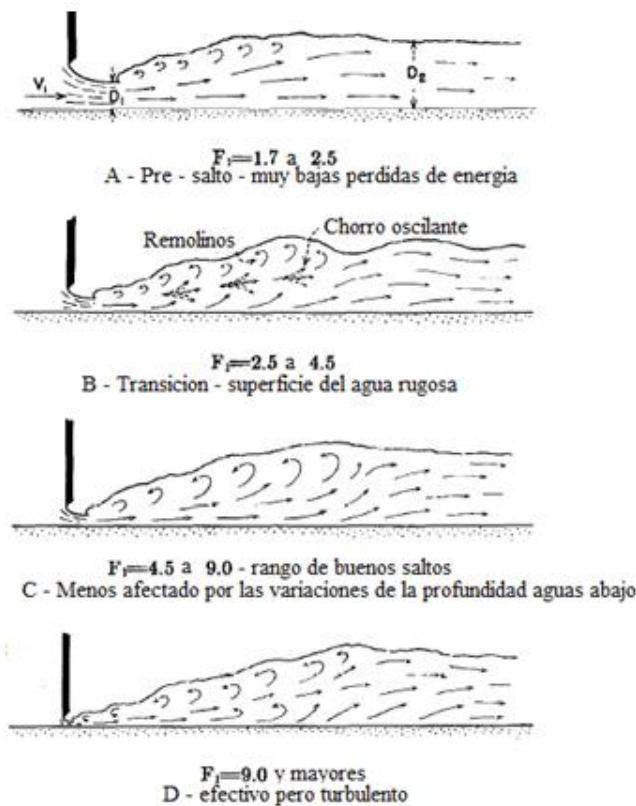 V₁
D₁
D₂
F₁=1.7 a 2.5
A - Pre - salto - muy bajas perdidas de energia
Remolinos
Chorro oscilante
F₁=2.5 a 4.5
B - Transicion - superficie del agua rugosa
F₁=4.5 a 9.0 - rango de buenos saltos
C - Menos afectado por las variaciones de la profundidad aguas abajo
F₁=9.0 y mayores
D - efectivo pero turbulento